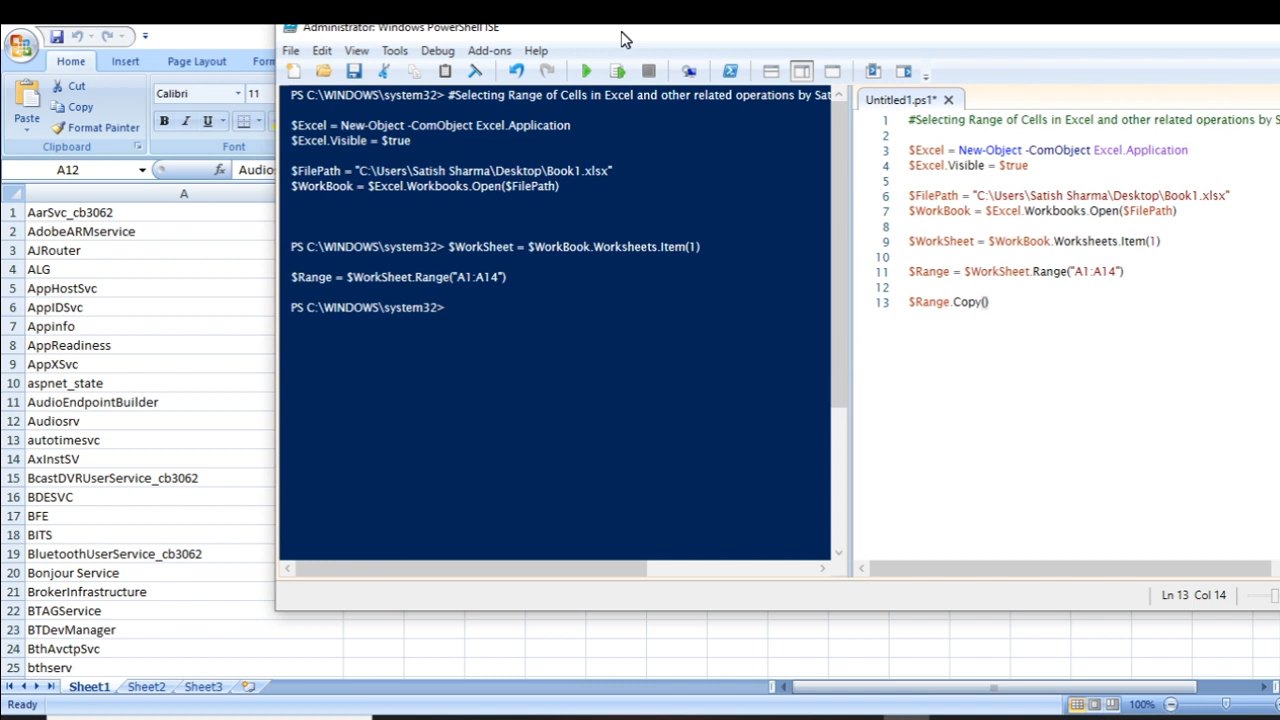 Administrator: Windows PowerShell ISE
File Edit View Tools Debug Add-ons Help
Home Insert Page Layout
Cut
Copy
Format Painter
Paste
Clipboard
Calibri 11
B I U
Font
A12 fx
PS C:\WINDOWS\system32> #Selecting Range of Cells in Excel and other related operations by
$Excel = New-Object -ComObject Excel.Application
$Excel.Visible = $true
$FilePath = "C:\Users\Satish Sharma\Desktop\Book1.xlsx"
$WorkBook = $Excel.Workbooks.Open($FilePath)
PS C:\WINDOWS\system32> $WorkSheet = $WorkBook.Worksheets.Item(1)
$Range = $WorkSheet.Range("A1:A14")
PS C:\WINDOWS\system32>
Untitled1.ps1*
1 #Selecting Range of Cells in Excel and other related operations by
2
3 $Excel = New-Object -ComObject Excel.Application
4 $Excel.Visible = $true
5
6 $FilePath = "C:\Users\Satish Sharma\Desktop\Book1.xlsx"
7 $WorkBook = $Excel.Workbooks.Open($FilePath)
8
9 $WorkSheet = $WorkBook.Worksheets.Item(1)
10
11 $Range = $WorkSheet.Range("A1:A14")
12
13 $Range.Copy()
Ln 13 Col 14
A
1 AarSvc_cb3062
2 AdobeARMservice
3 AJRouter
4 ALG
5 AppHostSvc
6 AppIDSvc
7 Appinfo
8 AppReadiness
9 AppXSvc
10 aspnet_state
11 AudioEndpointBuilder
12 Audiosrv
13 autotimesvc
14 AxInstSV
15 BcastDVRUserService_cb3062
16 BDESVC
17 BFE
18 BITS
19 BluetoothUserService_cb3062
20 Bonjour Service
21 BrokerInfrastructure
22 BTAGService
23 BTDevManager
24 BthAvctpSvc
25 bthserv
Sheet1 Sheet2 Sheet3
Ready 100%